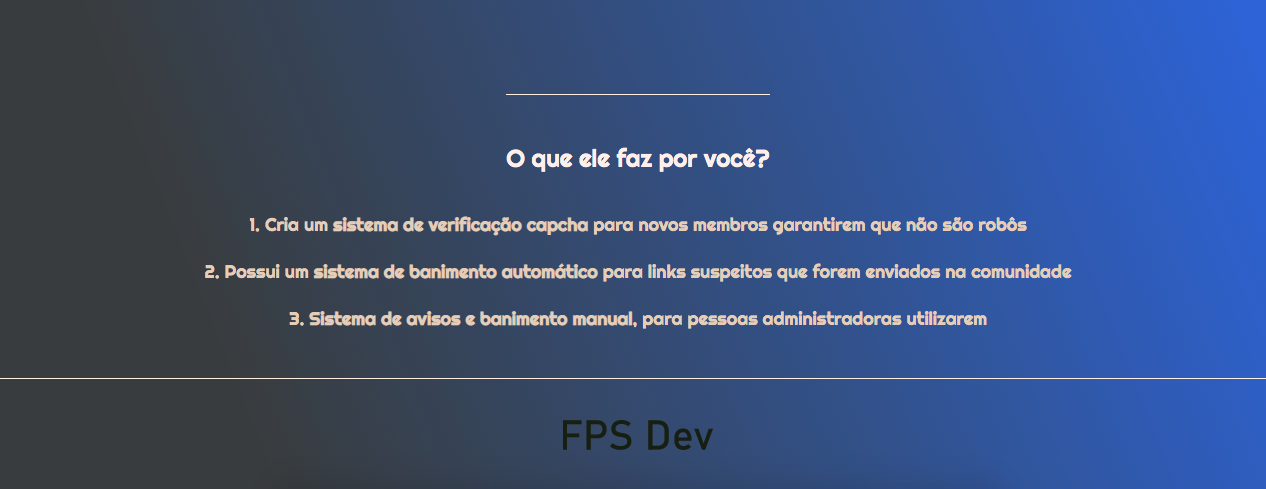 O que ele faz por você?
1. Cria um sistema de verificação capcha para novos membros garantirem que não são robôs
2. Possui um sistema de banimento automático para links suspeitos que forem enviados na comunidade
3. Sistema de avisos e banimento manual, para pessoas administradoras utilizarem
FPS Dev